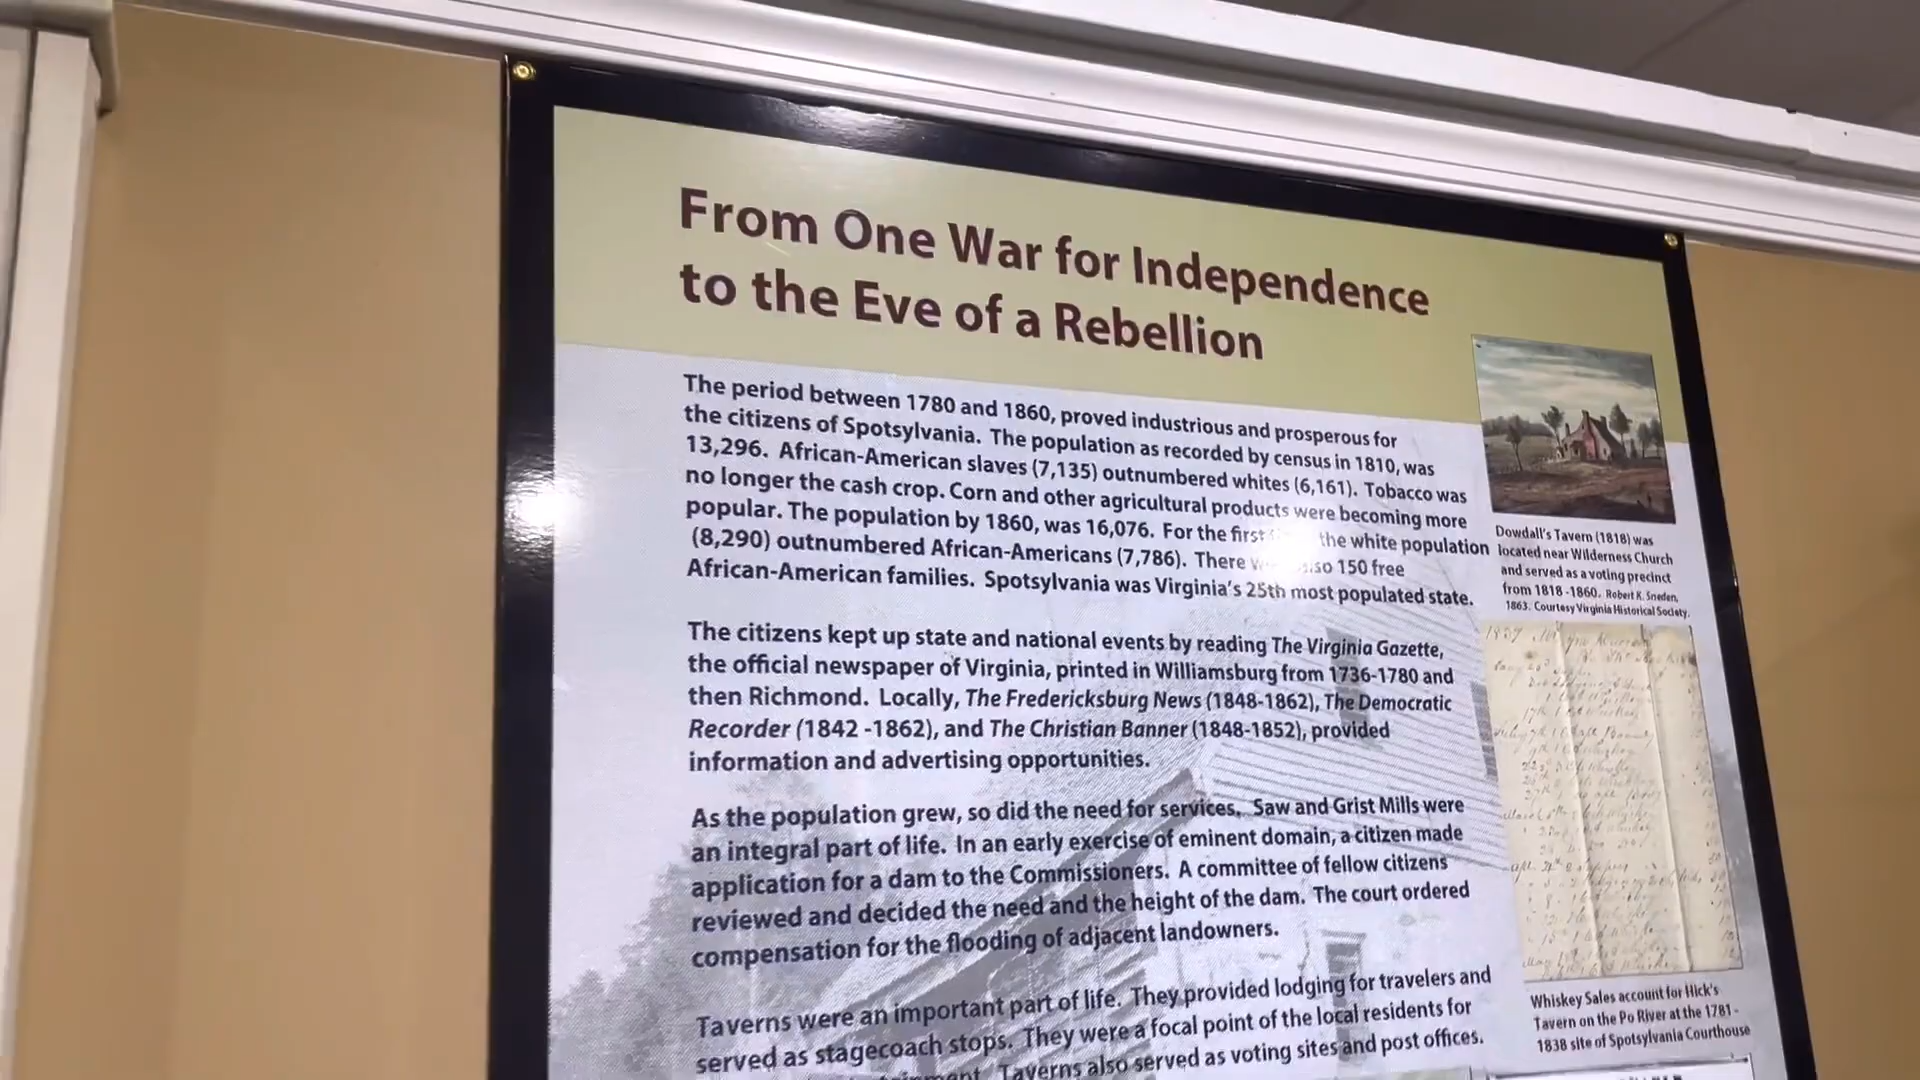 From One War for Independence
to the Eve of a Rebellion
The period between 1780 and 1860, proved industrious and prosperous for
the citizens of Spotsylvania. The population as recorded by census in 1810, was
13,296. African-American slaves (7,135) outnumbered whites (6,161). Tobacco was
no longer the cash crop. Corn and other agricultural products were becoming more
popular. The population by 1860, was 16,076. For the first the white population
(8,290) outnumbered African-Americans (7,786). There 150 free
African-American families. Spotsylvania was Virginia's 25th most populated state.
The citizens kept up state and national events by reading The Virginia Gazette,
the official newspaper of Virginia, printed in Williamsburg from 1736-1780 and
then Richmond. Locally, The Fredericksburg News (1848-1862), The Democratic
Recorder (1842 -1862), and The Christian Banner (1848-1852), provided
information and advertising opportunities.
As the population grew, so did the need for services. Saw and Grist Mills were
an integral part of life. In an early exercise of eminent domain, a citizen made
application for a dam to the Commissioners. A committee of fellow citizens
reviewed and decided the need and the height of the dam. The court ordered
compensation for the flooding of adjacent landowners.
Taverns were an important part of life. They provided lodging for travelers and
served as stagecoach stops. They were a focal point of the local residents for
Taverns also served as voting sites and post offices.
Dowdall's Tavern (1818) was
located near Wilderness Church
and served as a voting precinct
from 1818 -1860. Robert K. Sneden,
1863. Courtesy Virginia Historical Society.
Whiskey Sales account for Hick's
Tavern on the Po River at the 1781-
1838 site of Spotsylvania Courthouse